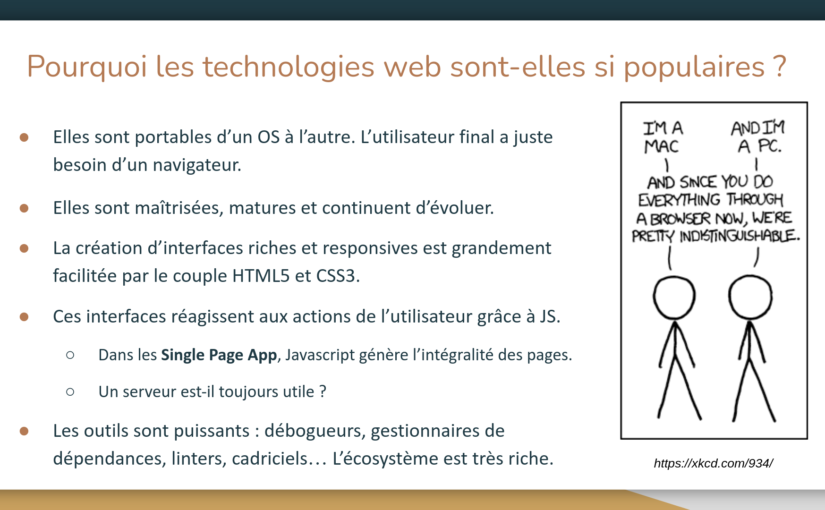 Pourquoi les technologies web sont-elles si populaires ?
● Elles sont portables d’un OS à l’autre. L’utilisateur final a juste
besoin d’un navigateur.
● Elles sont maîtrisées, matures et continuent d’évoluer.
● La création d’interfaces riches et responsives est grandement
facilitée par le couple HTML5 et CSS3.
● Ces interfaces réagissent aux actions de l’utilisateur grâce à JS.
○ Dans les Single Page App, Javascript génère l’intégralité des pages.
○ Un serveur est-il toujours utile ?
● Les outils sont puissants : débogueurs, gestionnaires de
dépendances, linters, cadriciels… L’écosystème est très riche.
I'M A
MAC
AND I'M
A PC.
AND SINCE YOU DO
EVERYTHING THROUGH
A BROWSER NOW, WE'RE
PRETTY INDISTINGUISHABLE.
https://xkcd.com/934/